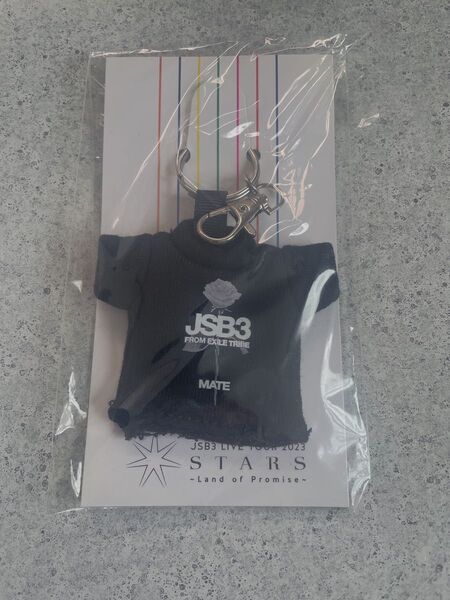 JSB3
FROM EXILE TRIBE
MATE
JSB3 LIVE TOUR 2023
STARS
~Land of Promise~